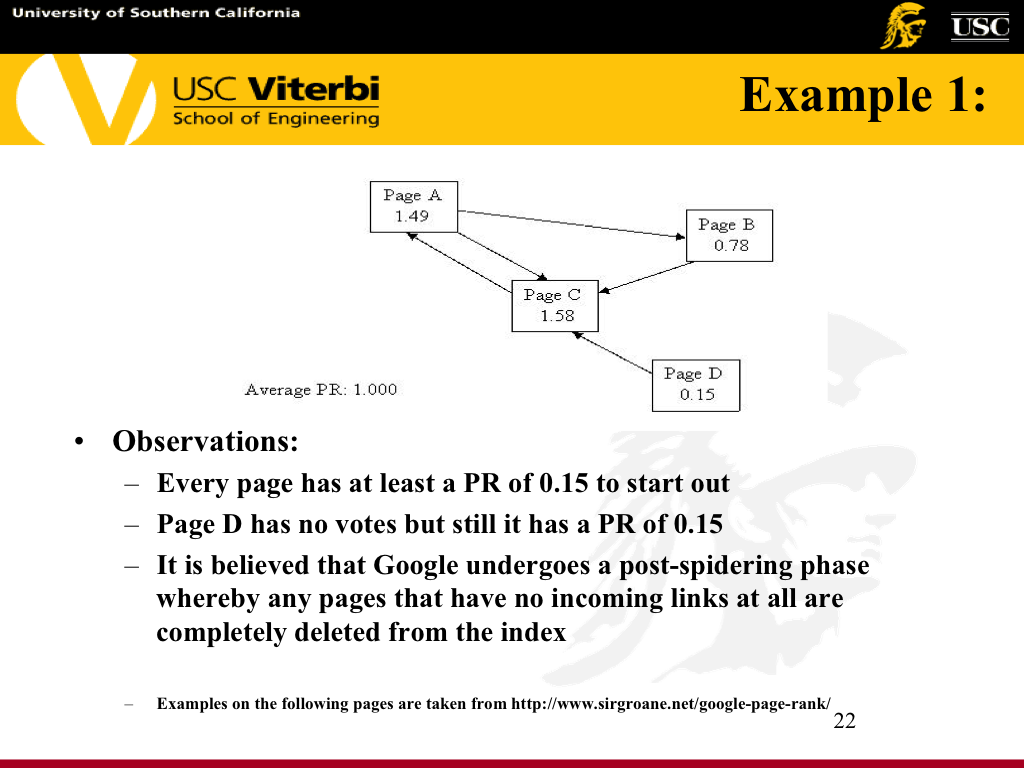 University of Southern California
USC
USC Viterbi
School of Engineering
Example 1:
Page A
1.49
Page B
0.78
Page C
1.58
Page D
0.15
Average PR: 1.000
• Observations:
– Every page has at least a PR of 0.15 to start out
– Page D has no votes but still it has a PR of 0.15
– It is believed that Google undergoes a post-spidering phase
whereby any pages that have no incoming links at all are
completely deleted from the index
– Examples on the following pages are taken from http://www.sirgroane.net/google-page-rank/
22